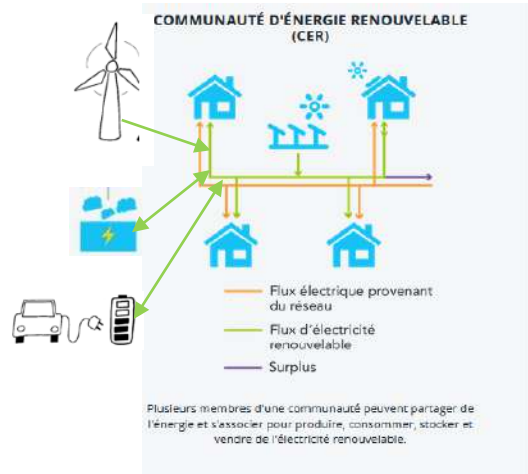 COMMUNAUTÉ D'ÉNERGIE RENOUVELABLE
(CER)
Flux électrique provenant
du réseau
Flux d'électricité
renouvelable
Surplus
Plusieurs membres d'une communauté peuvent partager de
l'énergie et s'associer pour produire, consommer, stocker et
vendre de l'électricité renouvelable.